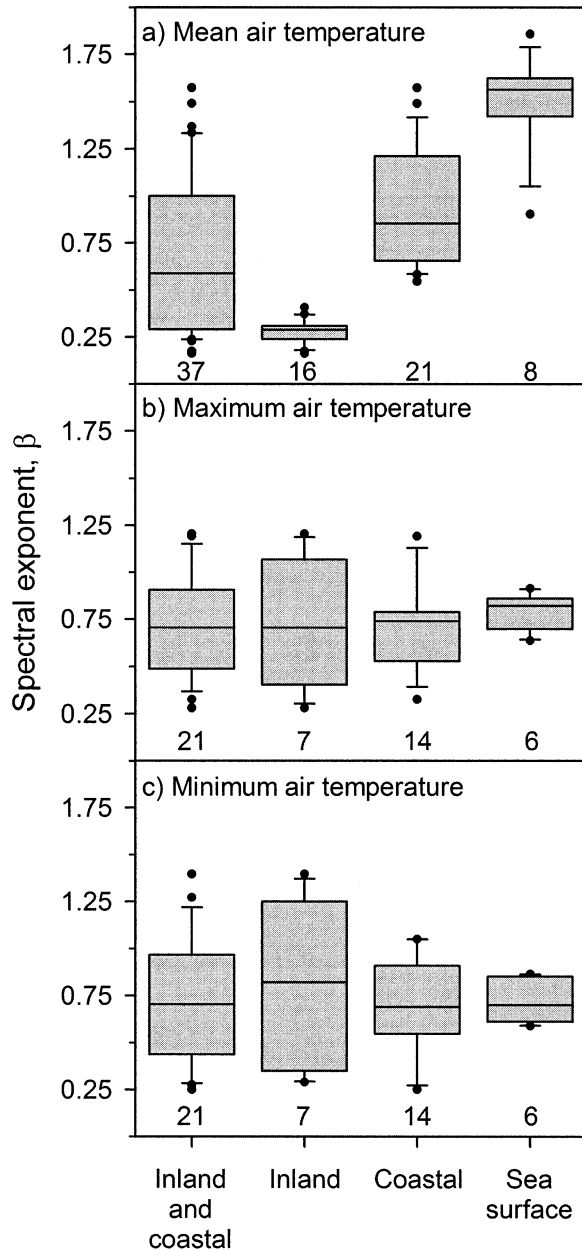 a) Mean air temperature
1.75
1.25
0.75
0.25
37 16 21 8
b) Maximum air temperature
1.75
1.25
0.75
0.25
21 7 14 6
c) Minimum air temperature
1.75
1.25
0.75
0.25
21 7 14 6
Spectral exponent, β
Inland
and
coastal
Inland
Coastal
Sea
surface